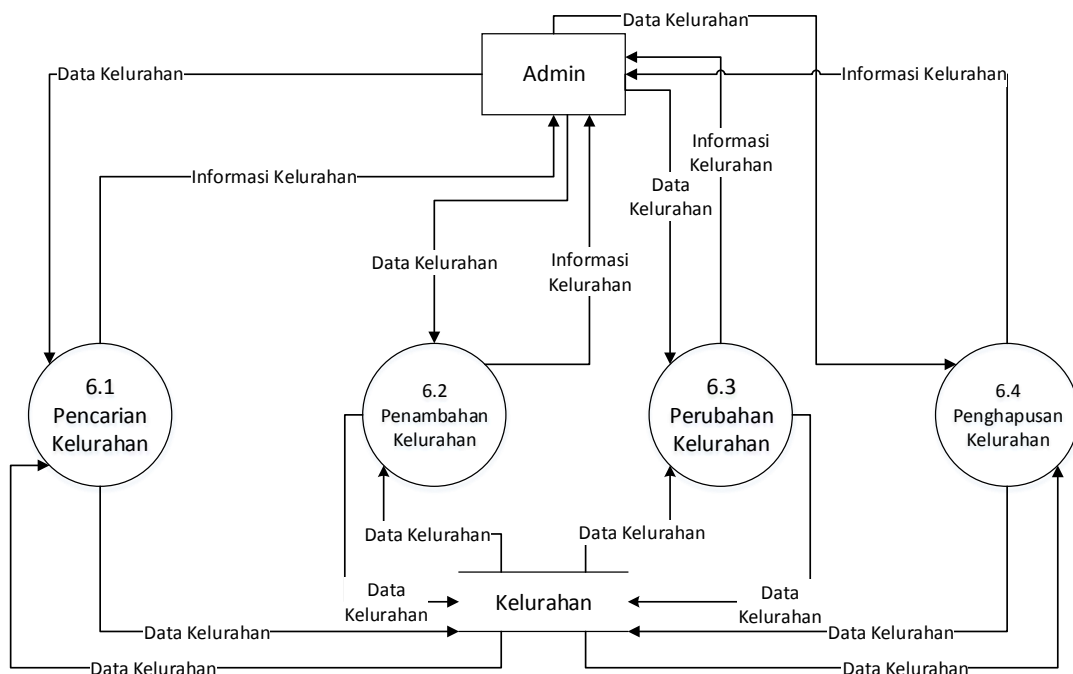 Data Kelurahan
Admin
Data Kelurahan
Informasi Kelurahan
Informasi
Kelurahan
Data
Kelurahan
Informasi Kelurahan
Data Kelurahan
Informasi
Kelurahan
6.1
Pencarian
Kelurahan
6.2
Penambahan
Kelurahan
6.3
Perubahan
Kelurahan
6.4
Penghapusan
Kelurahan
Data Kelurahan
Data Kelurahan
Data
Kelurahan
Kelurahan
Data
Kelurahan
Data Kelurahan
Data Kelurahan
Data Kelurahan
Data Kelurahan